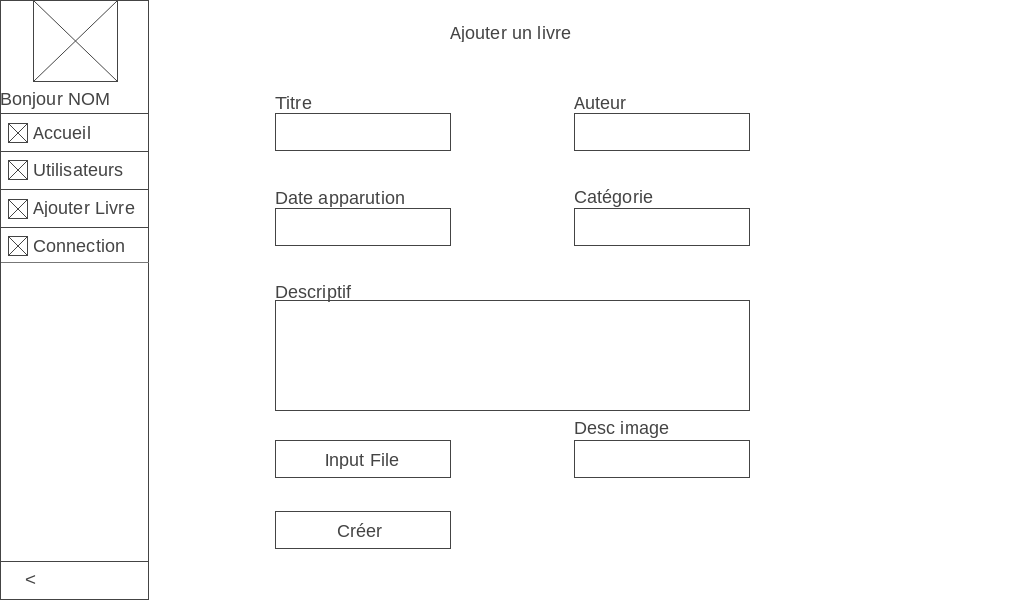 Ajouter un livre
Bonjour NOM
Accueil
Utilisateurs
Ajouter Livre
Connection
<
Titre
Auteur
Date apparution
Catégorie
Descriptif
Desc image
Input File
Créer